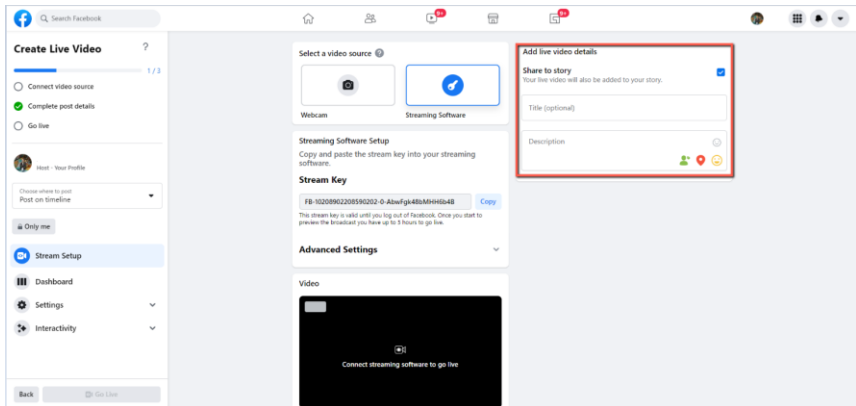 Search Facebook
9+
9+
Create Live Video
?
1 / 3
Connect video source
Complete post details
Go live
Host - Your Profile
Choose where to post
Post on timeline
Only me
Stream Setup
Dashboard
Settings
Interactivity
Back
Go Live
Select a video source
Webcam
Streaming Software
Streaming Software Setup
Copy and paste the stream key into your streaming
software.
Stream Key
Copy
This stream key is valid until you log out of Facebook. Once you start to
preview the broadcast you have up to 5 hours to go live.
Advanced Settings
Video
Connect streaming software to go live
Add live video details
Share to story
Your live video will also be added to your story.
Title (optional)
Description